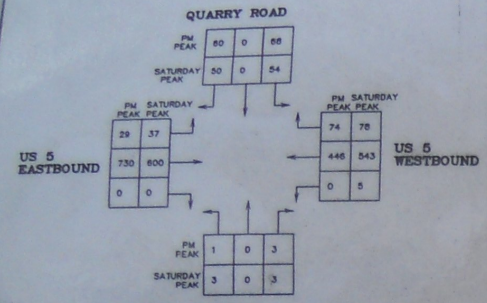 QUARRY ROAD
PM PEAK 60 0 66
SATURDAY PEAK 50 0 54
PM PEAK SATURDAY PEAK
29 37
730 600
0 0
US 5 EASTBOUND
PM PEAK SATURDAY PEAK
74 78
446 543
0 5
US 5 WESTBOUND
PM PEAK 1 0 3
SATURDAY PEAK 3 0 3